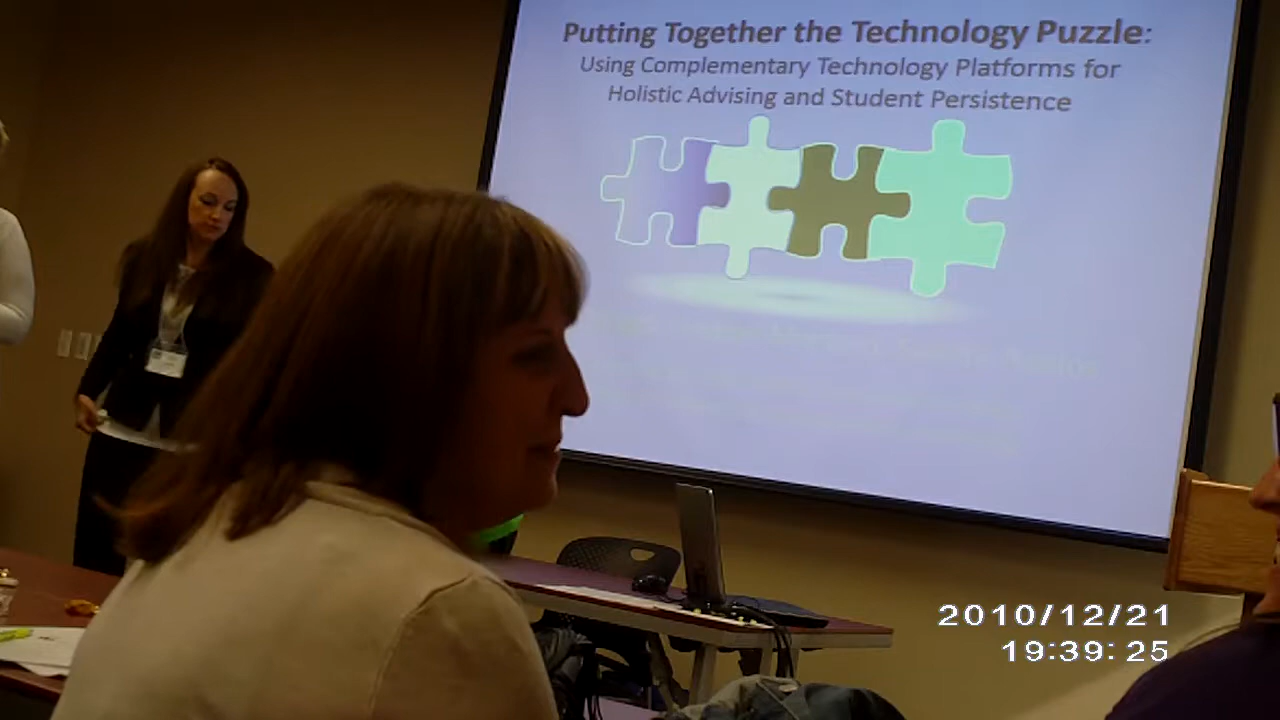 Putting Together the Technology Puzzle:
Using Complementary Technology Platforms for
Holistic Advising and Student Persistence
2010/12/21
19:39:25